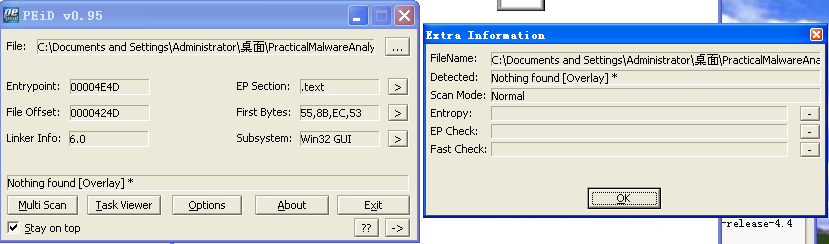 PEiD v0.95
File: C:\Documents and Settings\Administrator\桌面\PracticalMalwareAnaly ...
Entrypoint: 00004E4D EP Section: .text >
File Offset: 0000424D First Bytes: 55,8B,EC,53 >
Linker Info: 6.0 Subsystem: Win32 GUI >
Nothing found [Overlay] *
Multi Scan Task Viewer Options About Exit
Stay on top ?? ->
Extra Information
FileName: C:\Documents and Settings\Administrator\桌面\PracticalMalwareAna
Detected: Nothing found [Overlay] *
Scan Mode: Normal
Entropy: -
EP Check: -
Fast Check: -
OK
-release-4.4